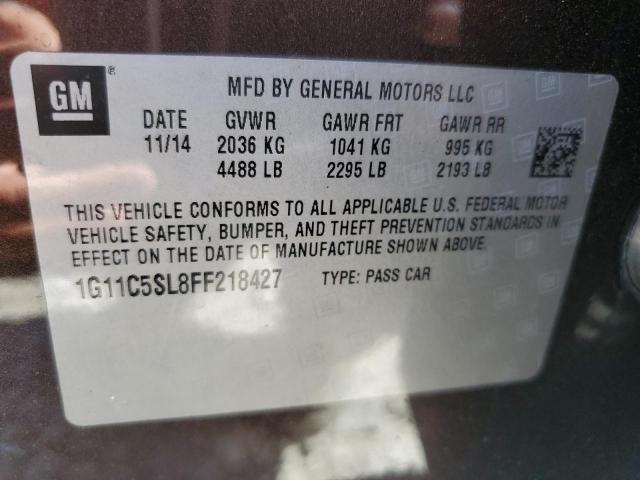 GM ®
MFD BY GENERAL MOTORS LLC
DATE GVWR GAWR FRT GAWR RR
11/14 2036 KG 1041 KG 995 KG
4488 LB 2295 LB 2193 LB
THIS VEHICLE CONFORMS TO ALL APPLICABLE U.S. FEDERAL MOTOR
VEHICLE SAFETY, BUMPER, AND THEFT PREVENTION STANDARDS IN
EFFECT ON THE DATE OF MANUFACTURE SHOWN ABOVE.
1G11C5SL8FF218427 TYPE: PASS CAR